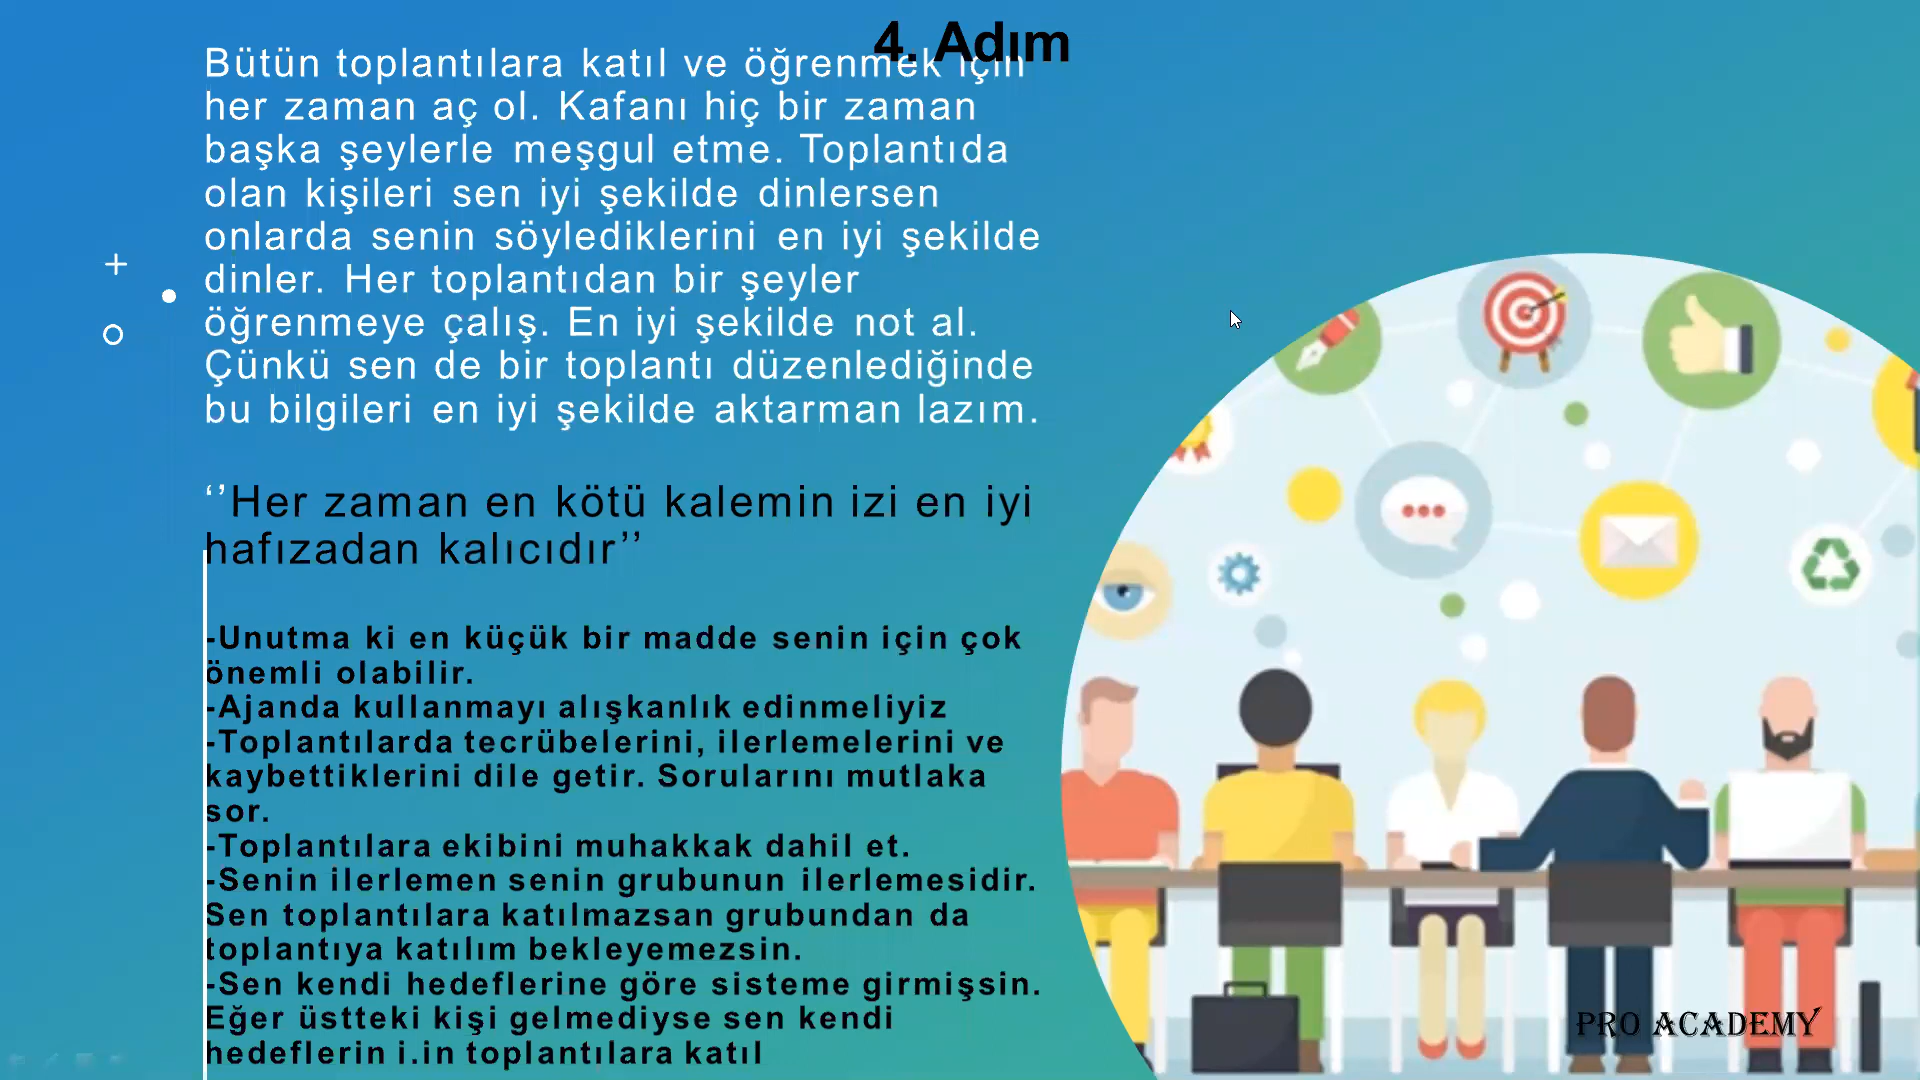 4. Adım
Bütün toplantılara katıl ve öğrenmek için
her zaman aç ol. Kafanı hiç bir zaman
başka şeylerle meşgul etme. Toplantıda
olan kişileri sen iyi şekilde dinlersen
onlarda senin söylediklerini en iyi şekilde
dinler. Her toplantıdan bir şeyler
öğrenmeye çalış. En iyi şekilde not al.
Çünkü sen de bir toplantı düzenlediğinde
bu bilgileri en iyi şekilde aktarman lazım.
‘’Her zaman en kötü kalemin izi en iyi
hafızadan kalıcıdır’’
-Unutma ki en küçük bir madde senin için çok
önemli olabilir.
-Ajanda kullanmayı alışkanlık edinmeliyiz
-Toplantılarda tecrübelerini, ilerlemelerini ve
kaybettiklerini dile getir. Sorularını mutlaka
sor.
-Toplantılara ekibini muhakkak dahil et.
-Senin ilerlemen senin grubunun ilerlemesidir.
Sen toplantılara katılmazsan grubundan da
toplantıya katılım bekleyemezsin.
-Sen kendi hedeflerine göre sisteme girmişsin.
Eğer üstteki kişi gelmediyse sen kendi
hedeflerin i.in toplantılara katıl
PRO ACADEMY